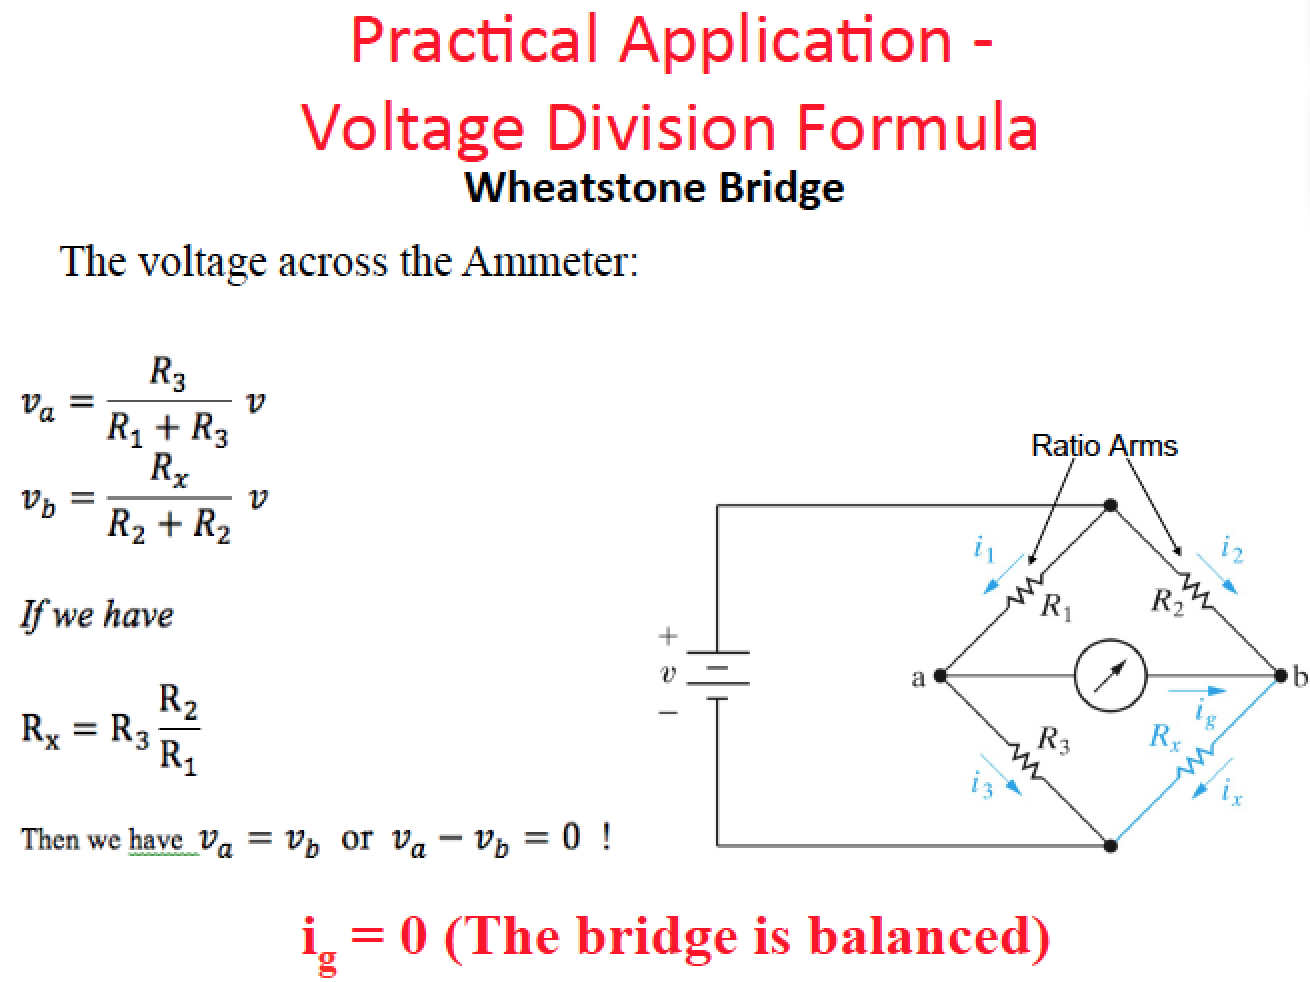 Practical Application -
Voltage Division Formula
Wheatstone Bridge
The voltage across the Ammeter:
v_a = R_3 / (R_1 + R_3) v
v_b = R_x / (R_2 + R_2) v
If we have
R_x = R_3 R_2 / R_1
Then we have v_a = v_b or v_a − v_b = 0 !
i_g = 0 (The bridge is balanced)
Ratio Arms
i_1
i_2
R_1
R_2
+
v
−
a
b
i_g
R_3
R_x
i_3
i_x